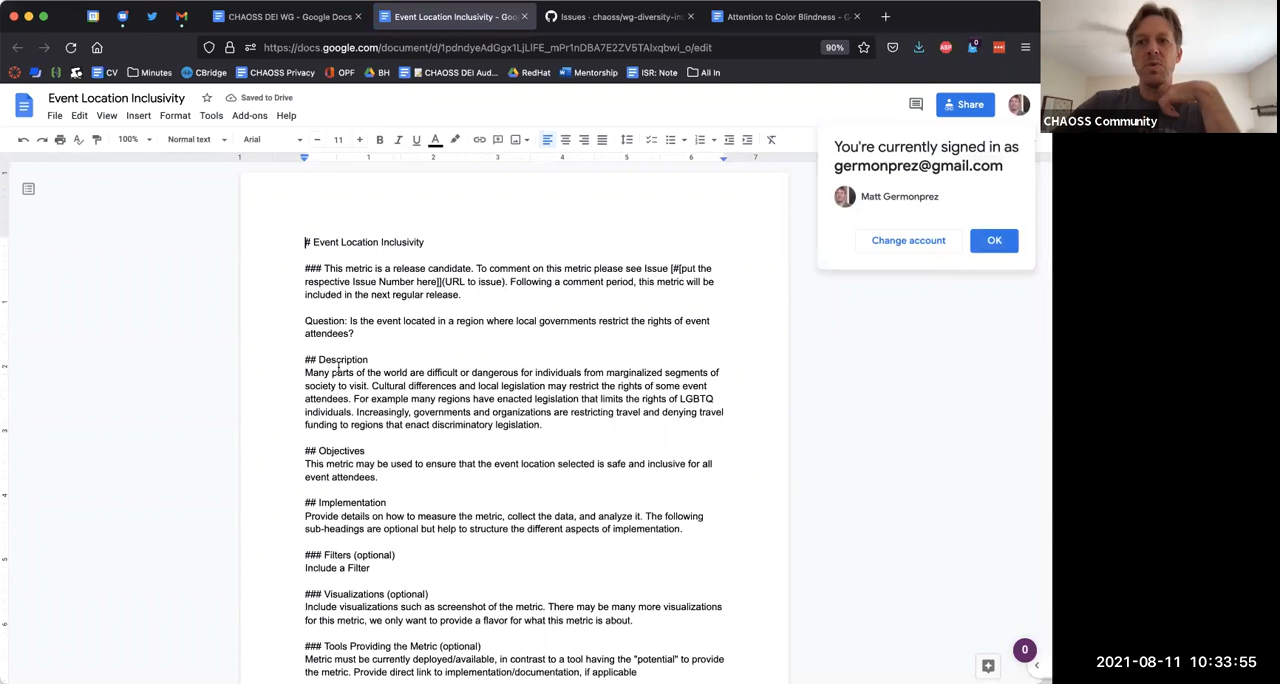 CHAOSS DEI WG - Google Docs
Event Location Inclusivity - Goo
Issues · chaoss/wg-diversity-inc
Attention to Color Blindness - G
https://docs.google.com/document/d/1pdndyeAdGgx1LjLlFE_mPr1nDBA7E2ZV5TAlxqbwi_o/edit
90%
0
CV
Minutes
CBridge
CHAOSS Privacy
OPF
BH
CHAOSS DEI Aud...
RedHat
Mentorship
ISR: Note
All In
Event Location Inclusivity
Saved to Drive
File Edit View Insert Format Tools Add-ons Help
Share
100%
Normal text
Arial
11
CHAOSS Community
You're currently signed in as
germonprez@gmail.com
Matt Germonprez
Change account
OK
1 1 2 3 4 5 6 7
# Event Location Inclusivity
### This metric is a release candidate. To comment on this metric please see Issue [#[put the
respective Issue Number here]](URL to issue). Following a comment period, this metric will be
included in the next regular release.
Question: Is the event located in a region where local governments restrict the rights of event
attendees?
## Description
Many parts of the world are difficult or dangerous for individuals from marginalized segments of
society to visit. Cultural differences and local legislation may restrict the rights of some event
attendees. For example many regions have enacted legislation that limits the rights of LGBTQ
individuals. Increasingly, governments and organizations are restricting travel and denying travel
funding to regions that enact discriminatory legislation.
## Objectives
This metric may be used to ensure that the event location selected is safe and inclusive for all
event attendees.
## Implementation
Provide details on how to measure the metric, collect the data, and analyze it. The following
sub-headings are optional but help to structure the different aspects of implementation.
### Filters (optional)
Include a Filter
### Visualizations (optional)
Include visualizations such as screenshot of the metric. There may be many more visualizations
for this metric, we only want to provide a flavor for what this metric is about.
### Tools Providing the Metric (optional)
Metric must be currently deployed/available, in contrast to a tool having the "potential" to provide
the metric. Provide direct link to implementation/documentation, if applicable
0
2021-08-11 10:33:55